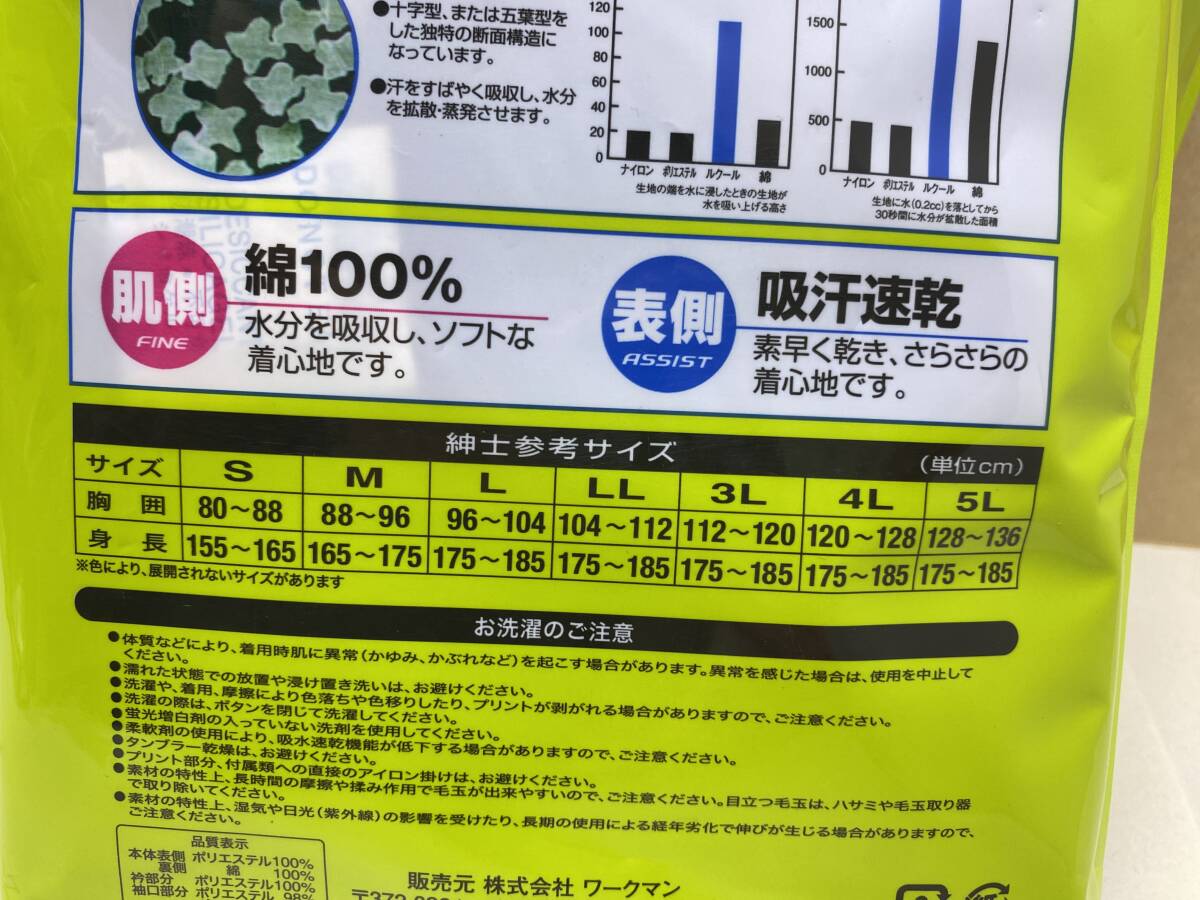 ●十字型、または五葉型を
した独特の断面構造に
なっています。
●汗をすばやく吸収し、水分
を拡散・蒸発させます。
120
100
80
60
40
20
0
ナイロン ポリエステル ルクール 綿
生地の端を水に浸したときの生地が
水を吸い上げる高さ
1500
1000
500
0
ナイロン ポリエステル ルクール 綿
生地に水(0.2cc)を落としてから
30秒間に水分が拡散した面積
肌側
FINE
綿100%
水分を吸収し、ソフトな
着心地です。
表側
ASSIST
吸汗速乾
素早く乾き、さらさらの
着心地です。
紳士参考サイズ
(単位cm)
サイズ S M L LL 3L 4L 5L
胸囲 80〜88 88〜96 96〜104 104〜112 112〜120 120〜128 128〜136
身長 155〜165 165〜175 175〜185 175〜185 175〜185 175〜185 175〜185
※色により、展開されないサイズがあります
お洗濯のご注意
●体質などにより、着用時肌に異常(かゆみ、かぶれなど)を起こす場合があります。異常を感じた場合は、使用を中止して
ください。
●濡れた状態での放置や浸け置き洗いは、お避けください。
●洗濯や、着用、摩擦により色落ちや色移りしたり、プリントが剥がれる場合がありますので、ご注意ください。
●洗濯の際は、ボタンを閉じて洗濯してください。
●蛍光増白剤の入っていない洗剤を使用してください。
●柔軟剤の使用により、吸水速乾機能が低下する場合がありますので、ご注意ください。
●タンブラー乾燥は、お避けください。
●プリント部分、付属類への直接のアイロン掛けは、お避けください。
●素材の特性上、長時間の摩擦や揉み作用で毛玉が出来やすいので、ご注意ください。目立つ毛玉は、ハサミや毛玉取り器
で取り除いてください。
●素材の特性上、湿気や日光(紫外線)の影響を受けたり、長期の使用による経年劣化で伸びが生じる場合がありますので、
ご注意ください。
品質表示
本体表側 ポリエステル100%
裏側 綿 100%
衿部分 ポリエステル100%
袖口部分 ポリエステル 98%
販売元 株式会社 ワークマン